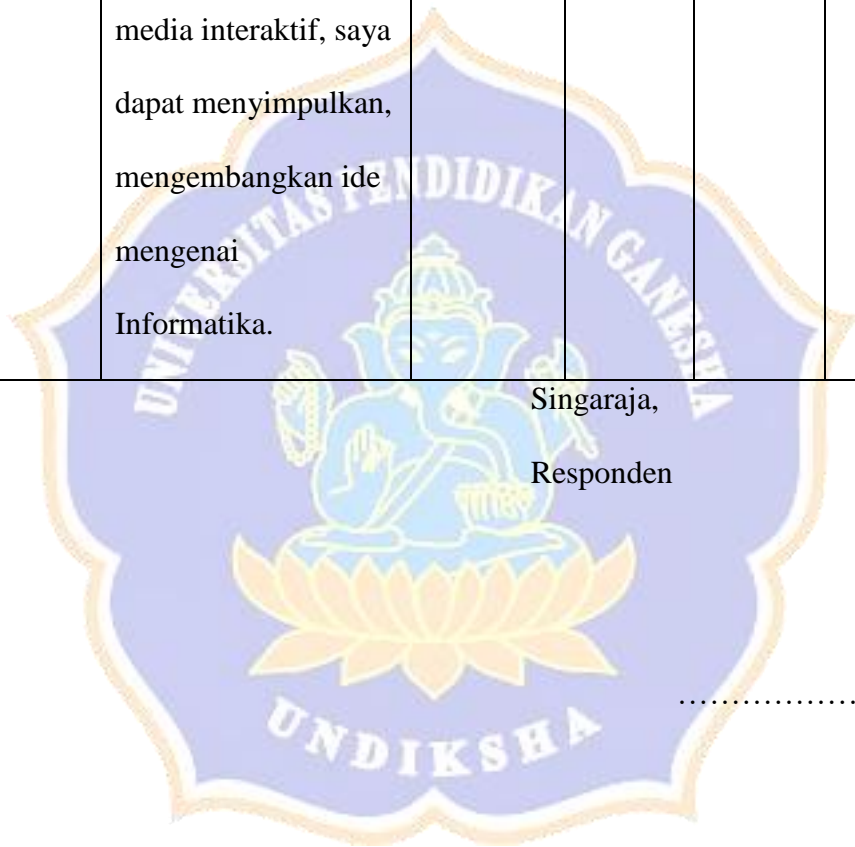 media interaktif, saya
dapat menyimpulkan,
mengembangkan ide
mengenai
Informatika.
UNIVERSITAS PENDIDIKAN GANESHA
Singaraja,
Responden
………………
UNDIKSHA